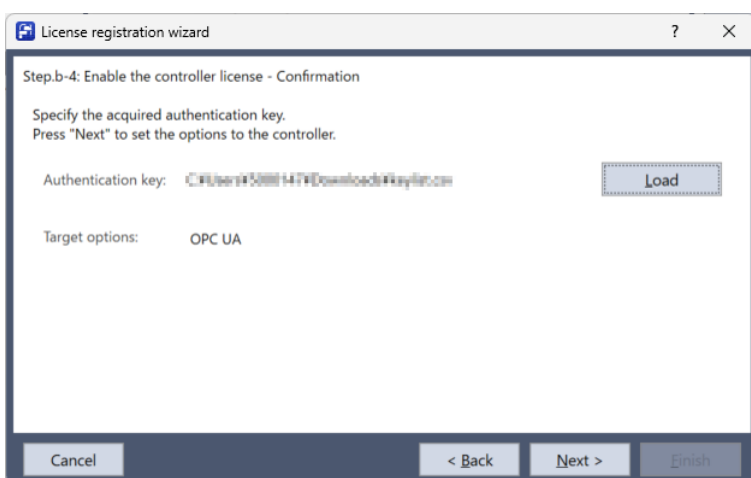 License registration wizard
Step.b-4: Enable the controller license - Confirmation
Specify the acquired authentication key.
Press "Next" to set the options to the controller.
Authentication key:
Load
Target options: OPC UA
Cancel
< Back
Next >
Finish